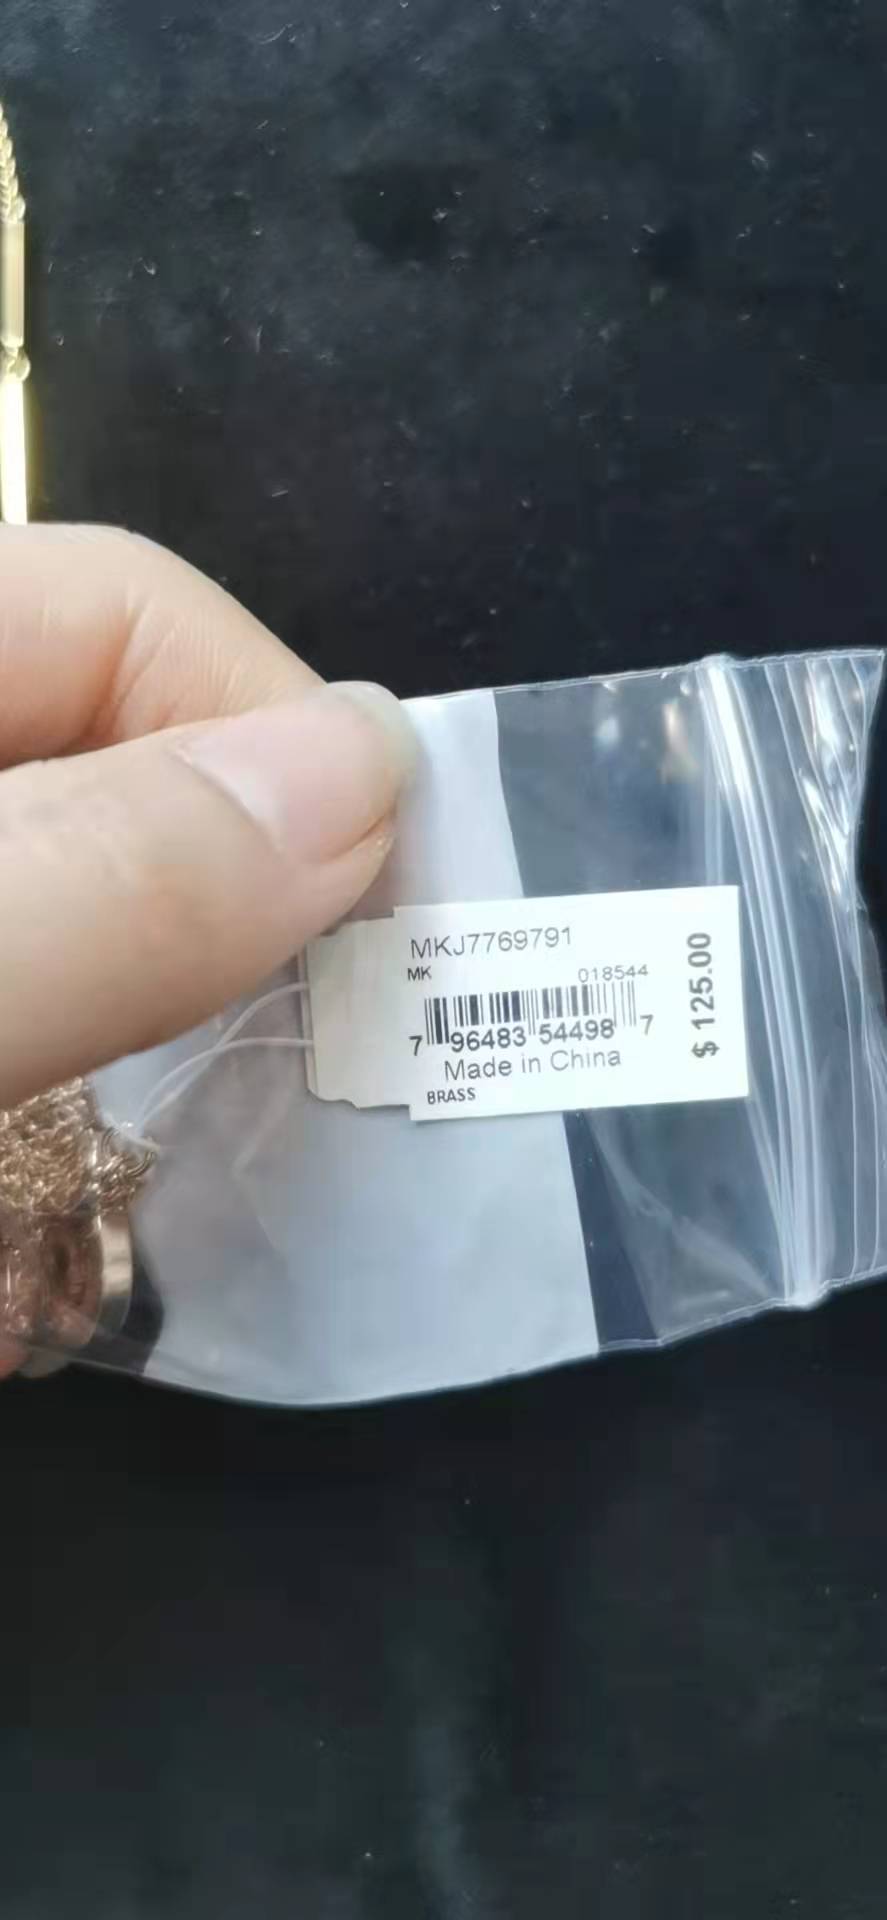 MKJ7769791
MK 018544
7 96483 54498 7
Made in China
BRASS
$ 125.00